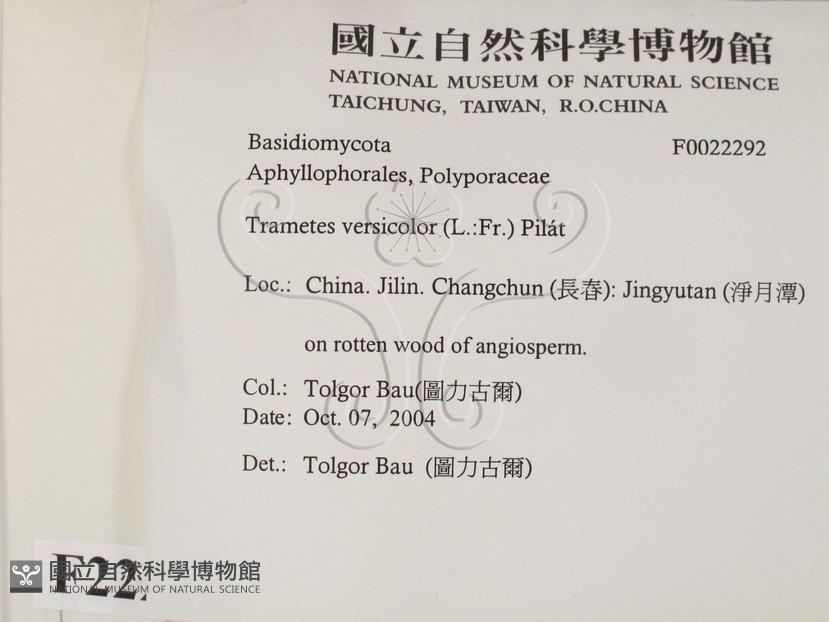 國立自然科學博物館
NATIONAL MUSEUM OF NATURAL SCIENCE
TAICHUNG, TAIWAN, R.O.CHINA
Basidiomycota F0022292
Aphyllophorales, Polyporaceae
Trametes versicolor (L.:Fr.) Pilát
Loc.: China. Jilin. Changchun (長春): Jingyutan (淨月潭)
on rotten wood of angiosperm.
Col.: Tolgor Bau(圖力古爾)
Date: Oct. 07, 2004
Det.: Tolgor Bau (圖力古爾)
國立自然科學博物館
NATIONAL MUSEUM OF NATURAL SCIENCE